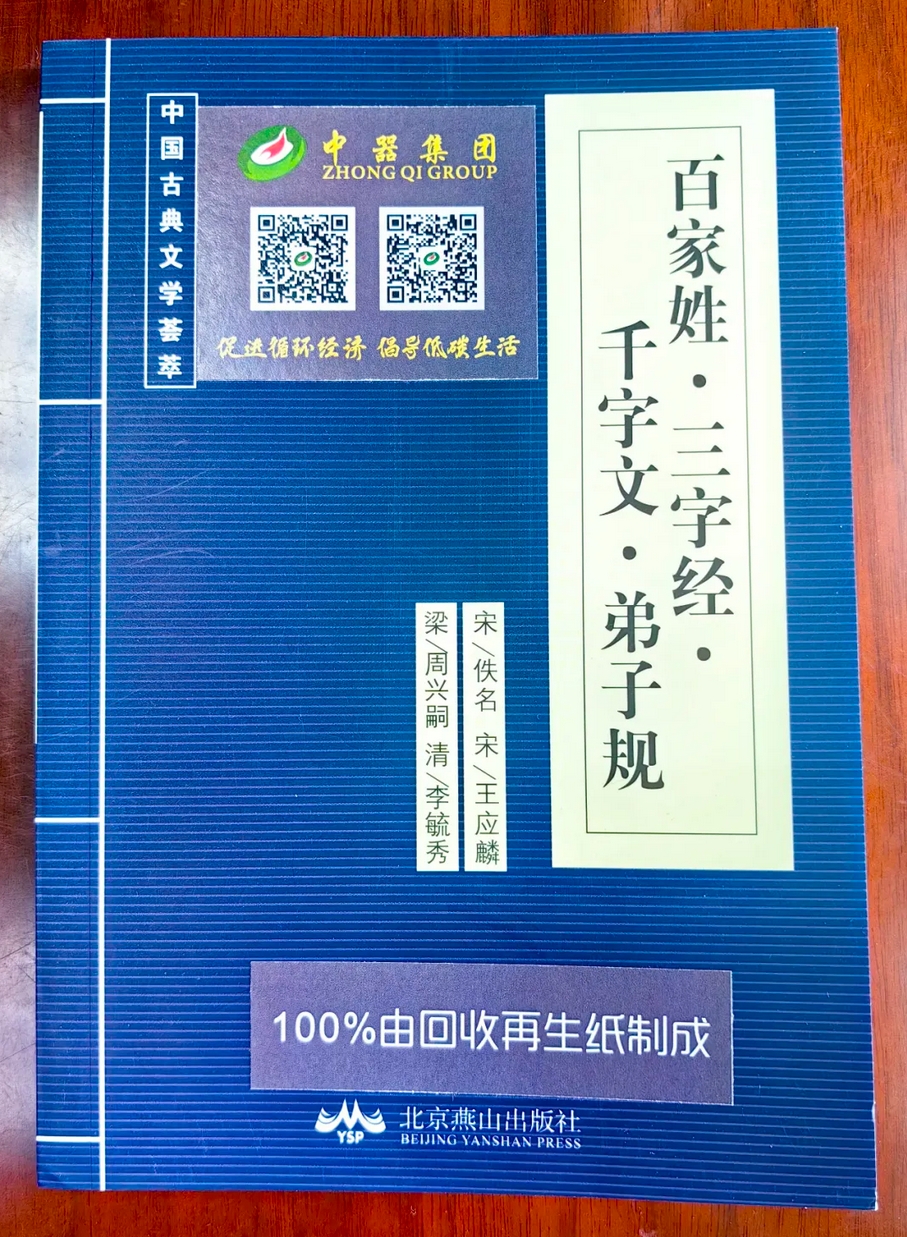 中国古典文学荟萃
中器集团
ZHONG QI GROUP
促进循环经济 倡导低碳生活
百家姓·三字经·
千字文·弟子规
宋/佚名 宋/王应麟
梁/周兴嗣 清/李毓秀
100%由回收再生纸制成
YSP
北京燕山出版社
BEIJING YANSHAN PRESS